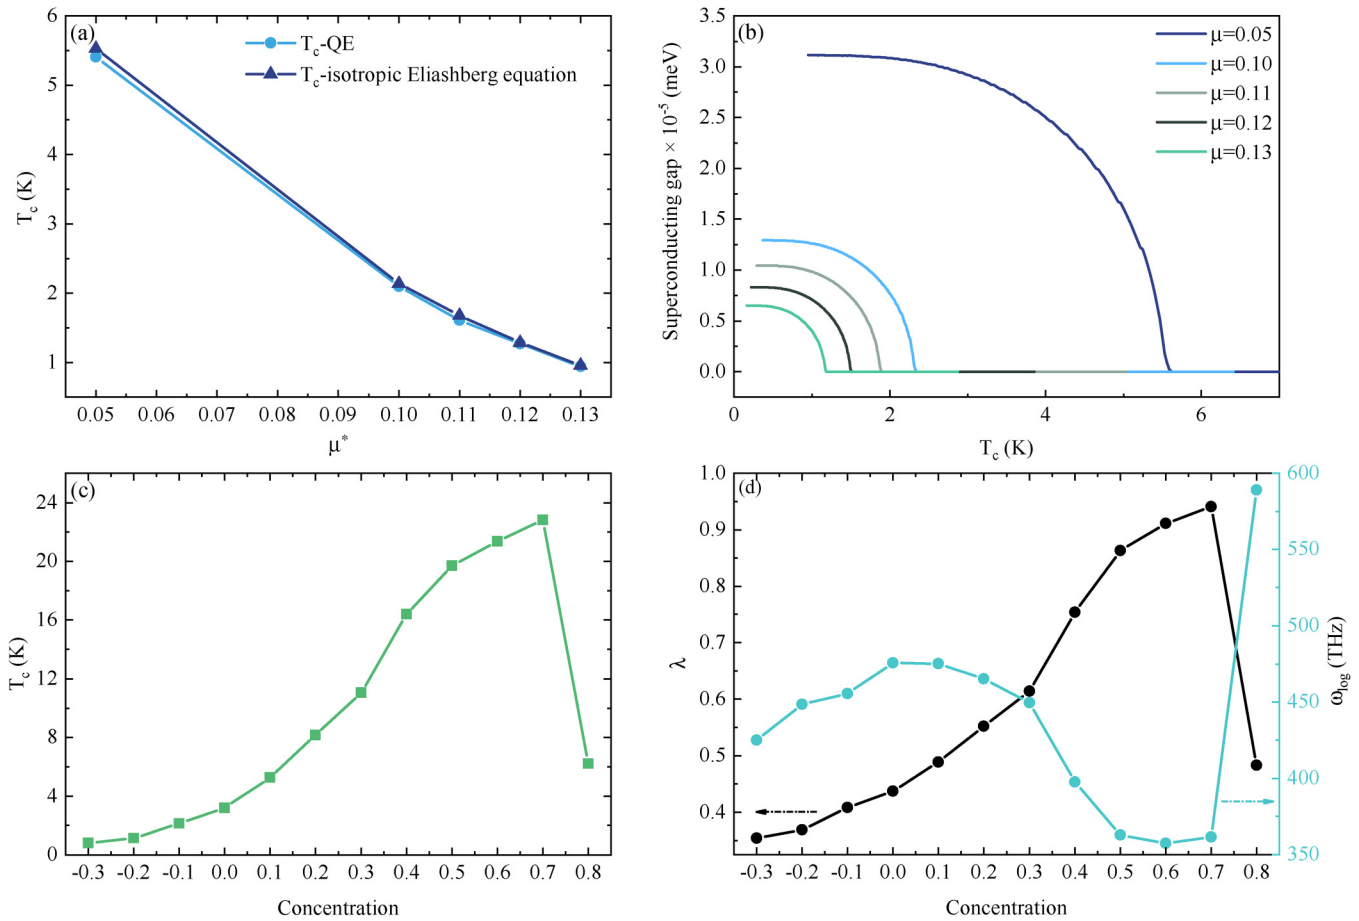 (a)
T_c-QE
T_c-isotropic Eliashberg equation
6
5
4
3
2
1
T_c (K)
0.05 0.06 0.07 0.08 0.09 0.10 0.11 0.12 0.13
μ*
(b)
μ=0.05
μ=0.10
μ=0.11
μ=0.12
μ=0.13
3.5
3.0
2.5
2.0
1.5
1.0
0.5
0.0
Superconducting gap × 10⁻⁵ (meV)
0 2 4 6
T_c (K)
(c)
24
20
16
12
8
4
0
T_c (K)
-0.3 -0.2 -0.1 0.0 0.1 0.2 0.3 0.4 0.5 0.6 0.7 0.8
Concentration
(d)
1.0
0.9
0.8
0.7
0.6
0.5
0.4
λ
600
550
500
450
400
350
ω_log (THz)
-0.3 -0.2 -0.1 0.0 0.1 0.2 0.3 0.4 0.5 0.6 0.7 0.8
Concentration